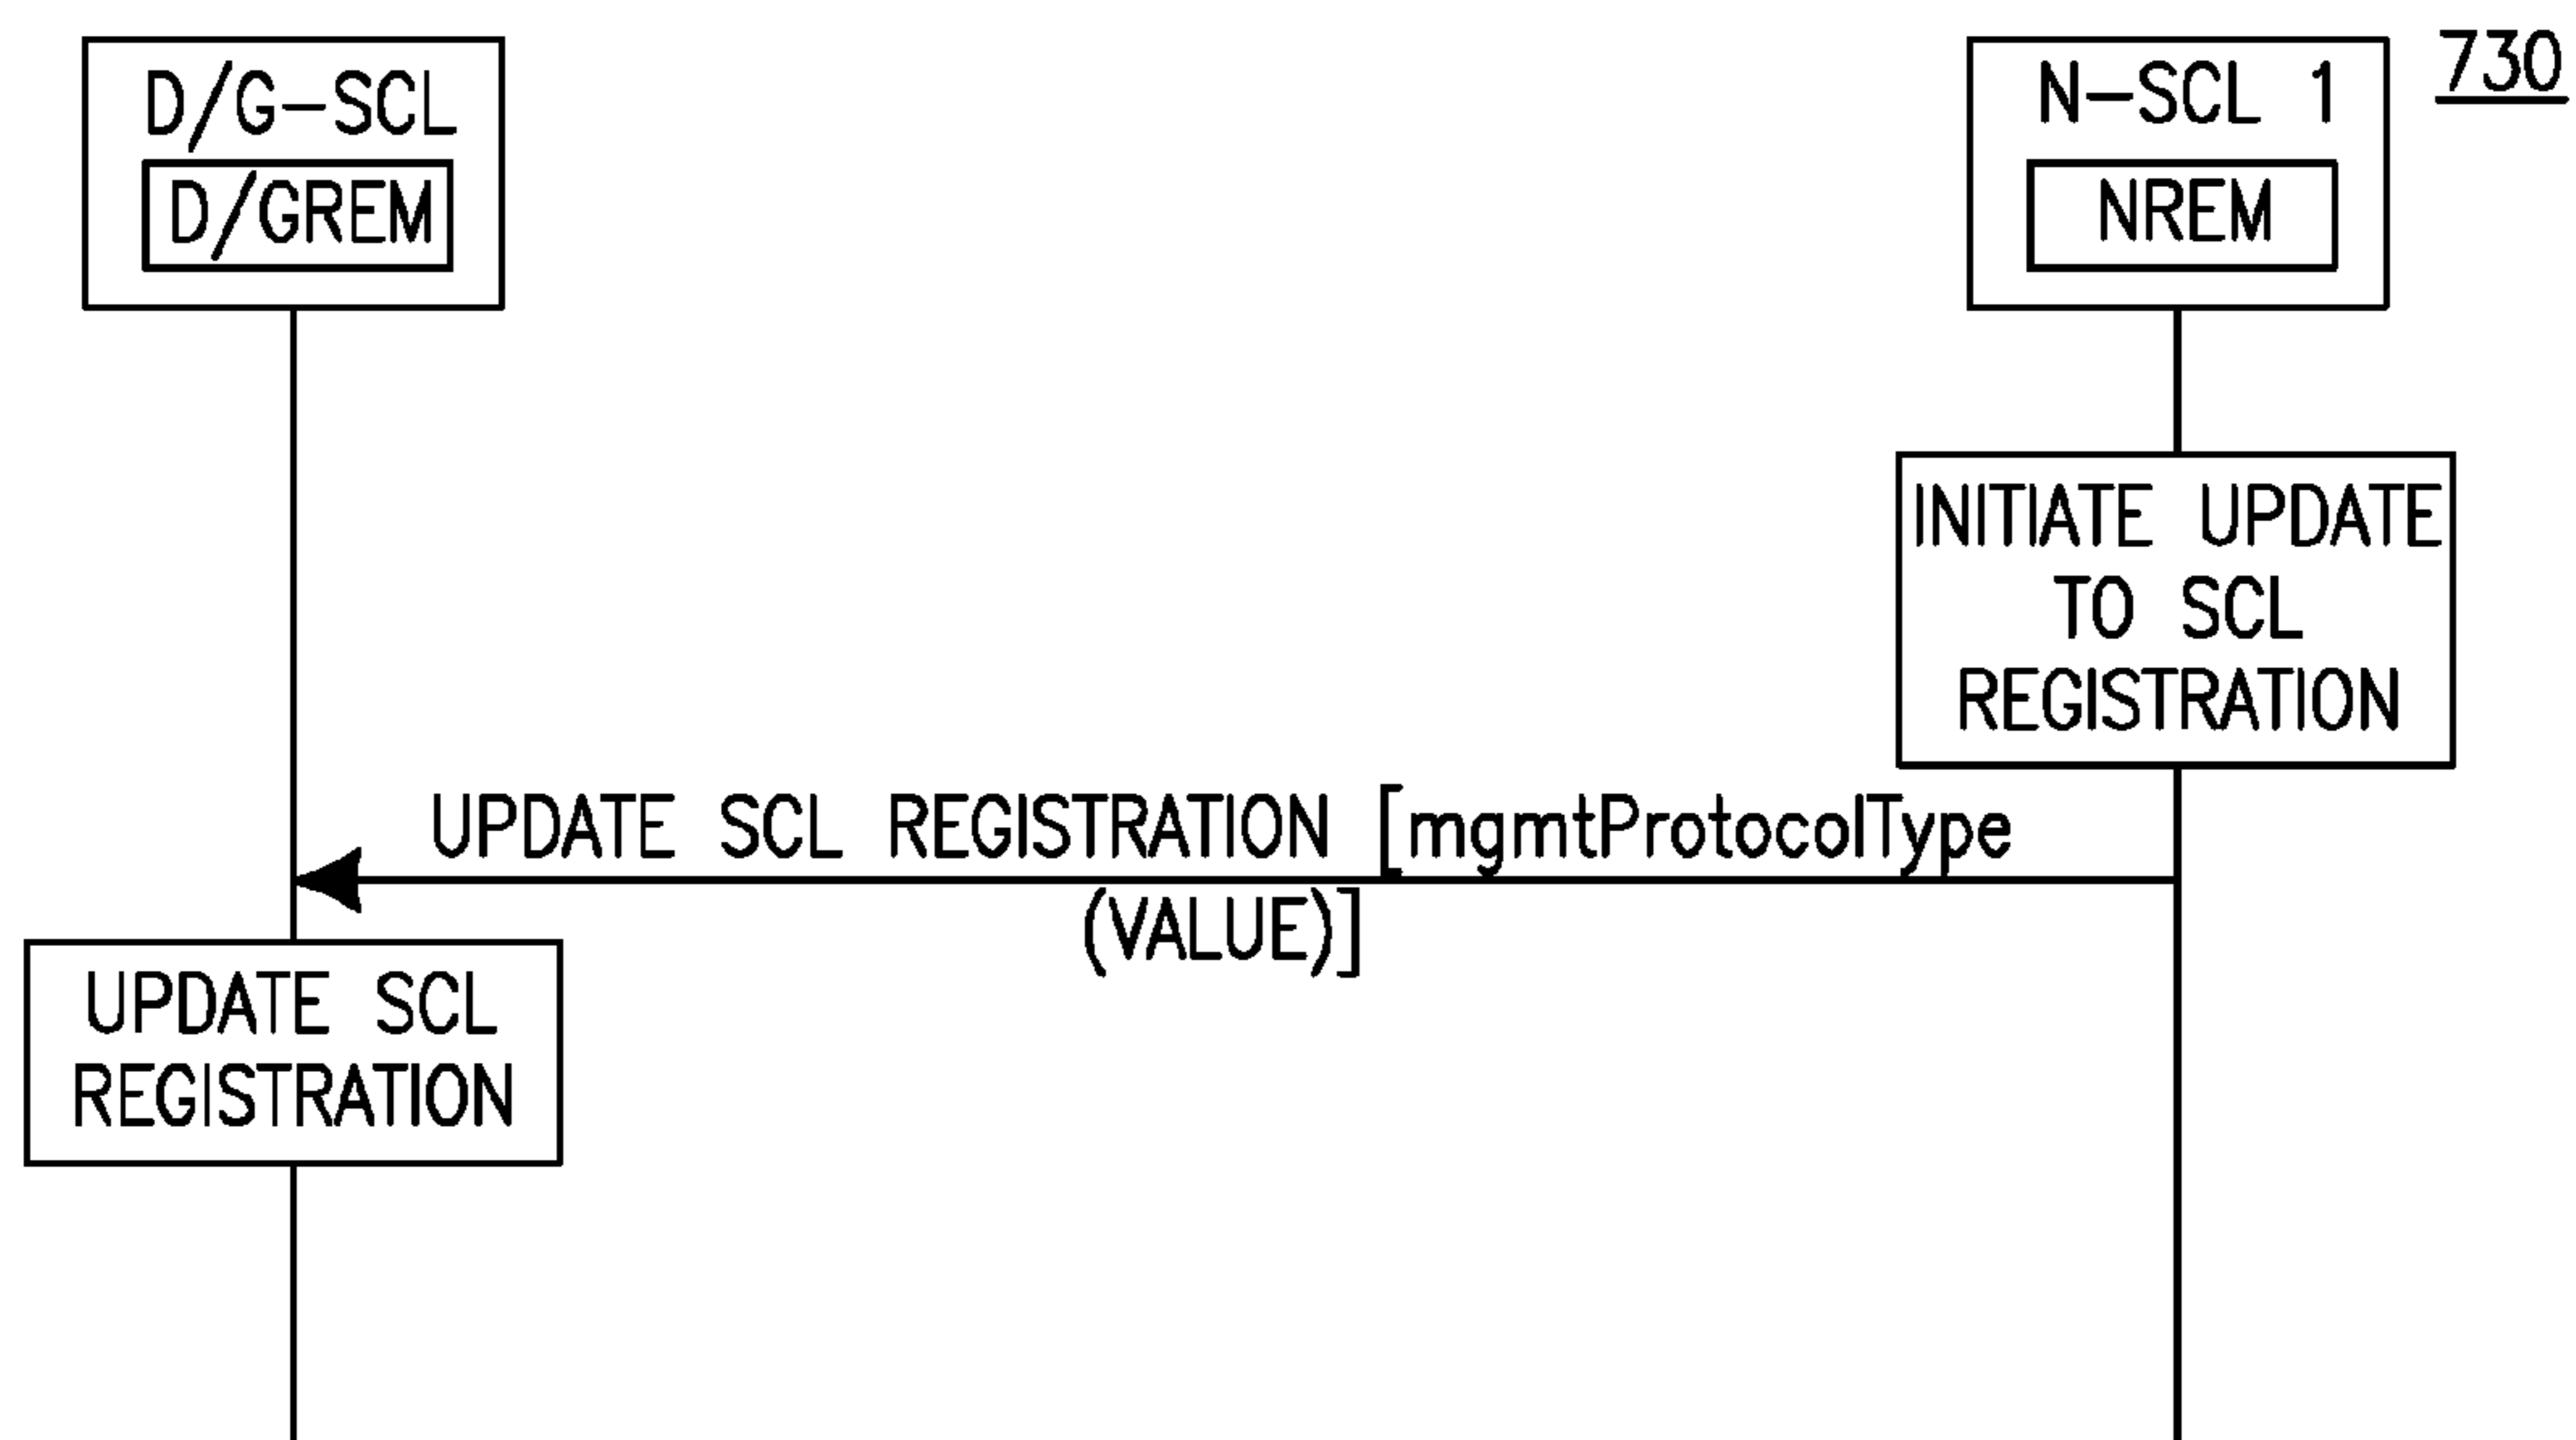 D/G-SCL
D/GREM
N-SCL 1
NREM
730
INITIATE UPDATE
TO SCL
REGISTRATION
UPDATE SCL REGISTRATION [mgmtProtocolType
(VALUE)]
UPDATE SCL
REGISTRATION